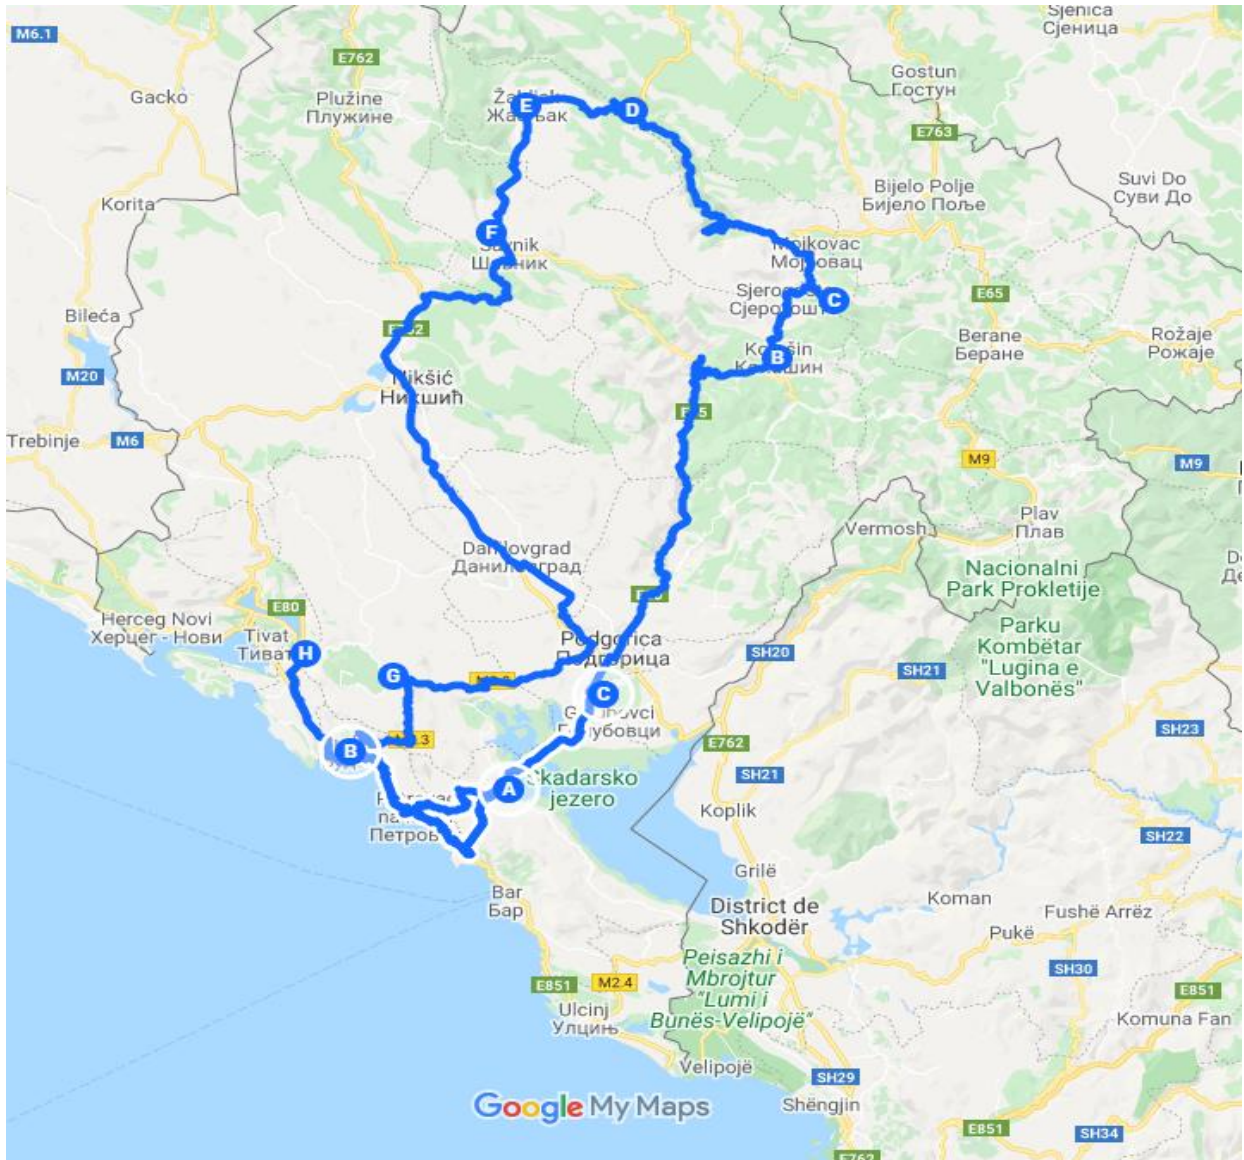 Sjenica
Сјеница
M6.1
E762
Gostun
Гостун
Gacko
Plužine
Плужине
E
D
E763
Suvi Do
Суви До
Bijelo Polje
Бијело Поље
Korita
F
Mojkovac
C
E65
Bileća
Berane
Беране
Rožaje
Рожаје
B
M20
Nikšić
Никшић
Trebinje
M6
M9
M9
Plav
Плав
Vermosh
Danilovgrad
Nacionalni
Park Prokletije
Parku
Kombëtar
"Lugina e
Valbonës"
Herceg Novi
Херцег - Нови
E80
Tivat
H
Podgorica
SH20
SH21
G
C
SH23
E762
B
A
Skadarsko
jezero
SH21
Koplik
SH22
Grilë
Bar
Бар
District de
Shkodër
Koman
Fushë Arrëz
Pukë
Peisazhi i
Mbrojtur
"Lumi i
Bunës-Velipojë"
SH30
E851
M2.4
E851
Ulcinj
Улцињ
Komuna Fan
Velipojë
SH29
Google My Maps
Shëngjin
E851
SH34
E762